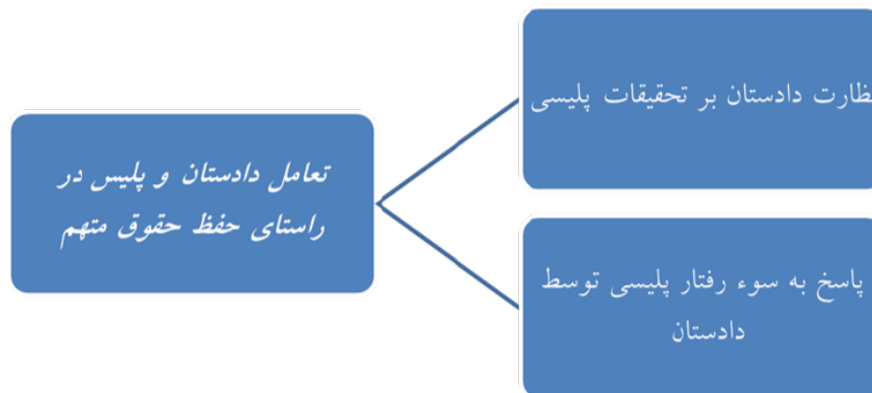 تعامل دادستان و پلیس در
راستای حفظ حقوق متهم
ظارت دادستان بر تحقیقات پلیسی
پاسخ به سوء رفتار پلیسی توسط
دادستان